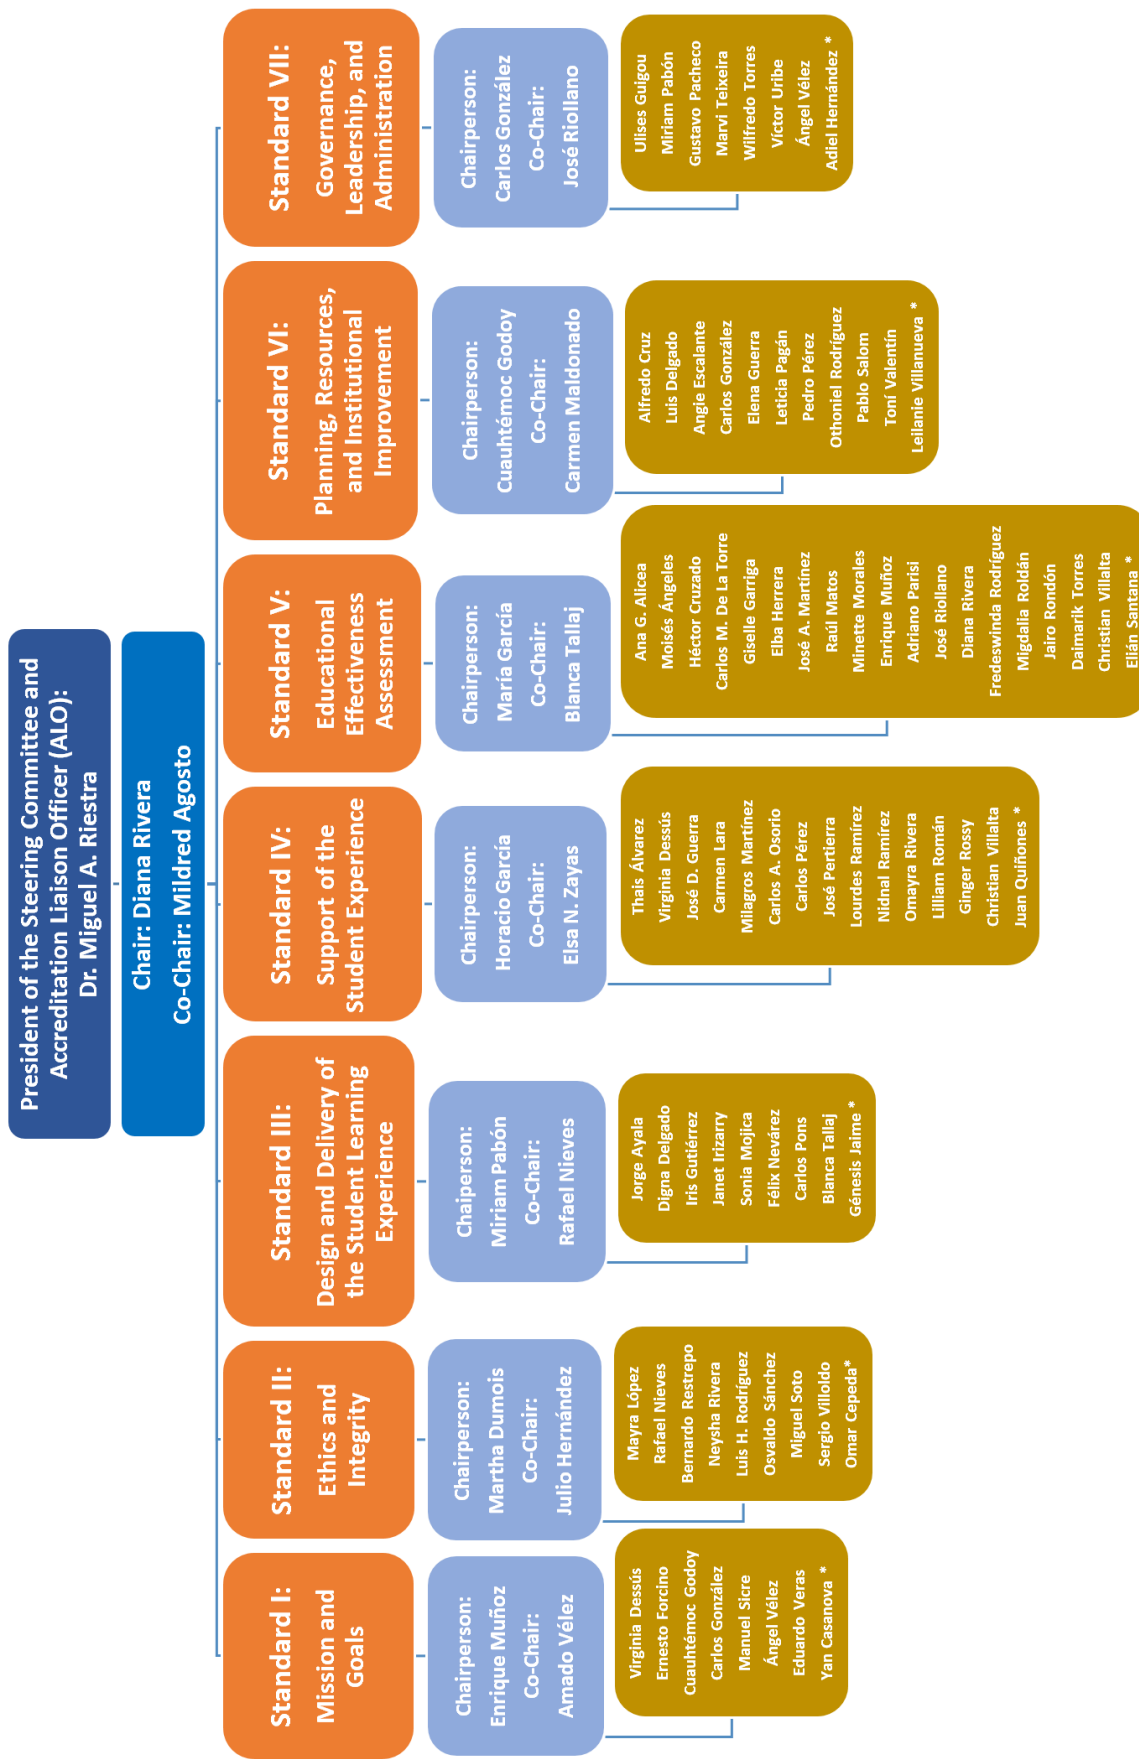 President of the Steering Committee and
Accreditation Liaison Officer (ALO):
Dr. Miguel A. Riestra
Chair: Diana Rivera
Co-Chair: Mildred Agosto
Standard I:
Mission and
Goals
Chairperson:
Enrique Muñoz
Co-Chair:
Amado Vélez
Virginia Dessús
Ernesto Forcino
Cuauhtémoc Godoy
Carlos González
Manuel Sicre
Ángel Vélez
Eduardo Veras
Yan Casanova *
Standard II:
Ethics and
Integrity
Chairperson:
Martha Dumois
Co-Chair:
Julio Hernández
Mayra López
Rafael Nieves
Bernardo Restrepo
Neysha Rivera
Luis H. Rodríguez
Osvaldo Sánchez
Miguel Soto
Sergio Villoldo
Omar Cepeda*
Standard III:
Design and Delivery of
the Student Learning
Experience
Chaiperson:
Miriam Pabón
Co-Chair:
Rafael Nieves
Jorge Ayala
Digna Delgado
Iris Gutiérrez
Janet Irizarry
Sonia Mojica
Félix Nevárez
Carlos Pons
Blanca Tallaj
Génesis Jaime *
Standard IV:
Support of the
Student Experience
Chairperson:
Horacio García
Co-Chair:
Elsa N. Zayas
Thais Álvarez
Virginia Dessús
José D. Guerra
Carmen Lara
Milagros Martínez
Carlos A. Osorio
Carlos Pérez
José Pertierra
Lourdes Ramírez
Nidnal Ramírez
Omayra Rivera
Lilliam Román
Ginger Rossy
Christian Villalta
Juan Quiñones *
Standard V:
Educational
Effectiveness
Assessment
Chairperson:
María García
Co-Chair:
Blanca Tallaj
Ana G. Alicea
Moisés Ángeles
Héctor Cruzado
Carlos M. De La Torre
Giselle Garriga
Elba Herrera
José A. Martínez
Raúl Matos
Minette Morales
Enrique Muñoz
Adriano Parisi
José Riollano
Diana Rivera
Fredeswinda Rodríguez
Migdalia Roldán
Jairo Rondón
Daimarik Torres
Christian Villalta
Elián Santana *
Standard VI:
Planning, Resources,
and Institutional
Improvement
Chairperson:
Cuauhtémoc Godoy
Co-Chair:
Carmen Maldonado
Alfredo Cruz
Luis Delgado
Angie Escalante
Carlos González
Elena Guerra
Leticia Pagán
Pedro Pérez
Othoniel Rodríguez
Pablo Salom
Toní Valentín
Leilanie Villanueva *
Standard VII:
Governance,
Leadership, and
Administration
Chairperson:
Carlos González
Co-Chair:
José Riollano
Ulises Guigou
Miriam Pabón
Gustavo Pacheco
Marvi Teixeira
Wilfredo Torres
Víctor Uribe
Ángel Vélez
Adiel Hernández *